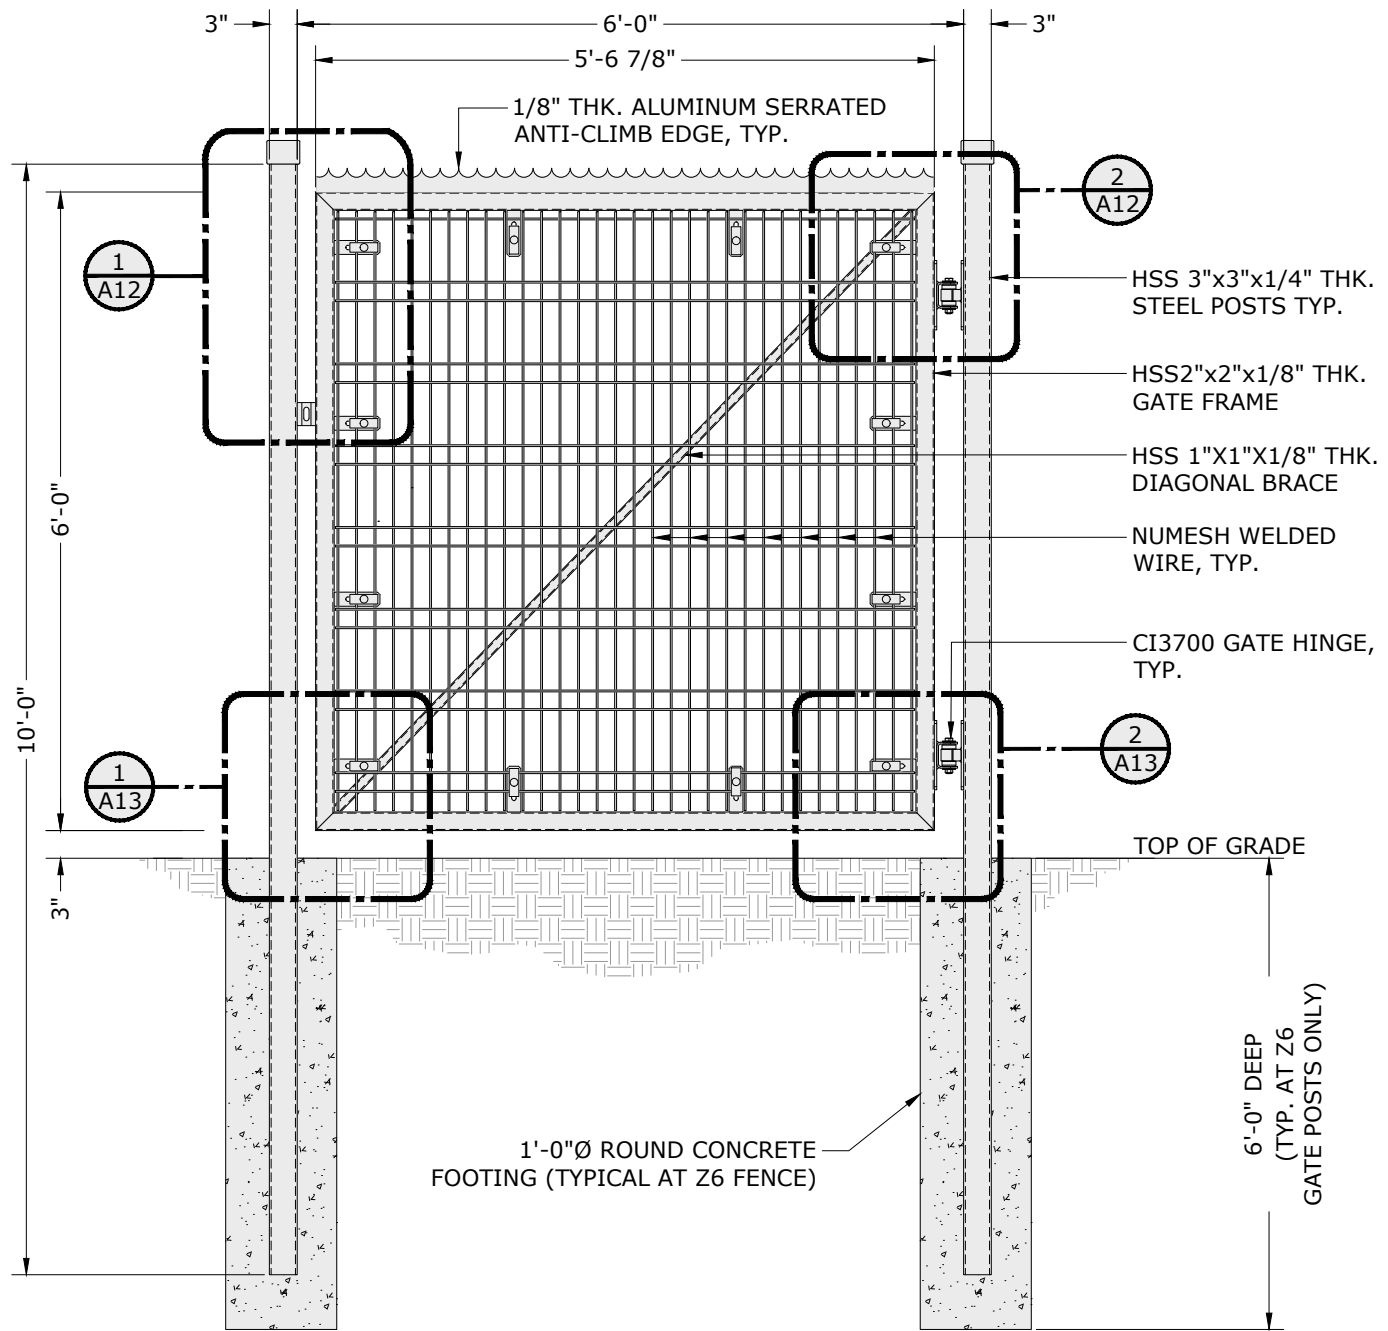 3"
6'-0"
3"
5'-6 7/8"
1/8" THK. ALUMINUM SERRATED
ANTI-CLIMB EDGE, TYP.
2
A12
1
A12
HSS 3"x3"x1/4" THK.
STEEL POSTS TYP.
HSS2"x2"x1/8" THK.
GATE FRAME
HSS 1"X1"X1/8" THK.
DIAGONAL BRACE
6'-0"
NUMESH WELDED
WIRE, TYP.
CI3700 GATE HINGE,
TYP.
10'-0"
2
A13
1
A13
TOP OF GRADE
3"
6'-0" DEEP
(TYP. AT Z6
GATE POSTS ONLY)
1'-0"Ø ROUND CONCRETE
FOOTING (TYPICAL AT Z6 FENCE)